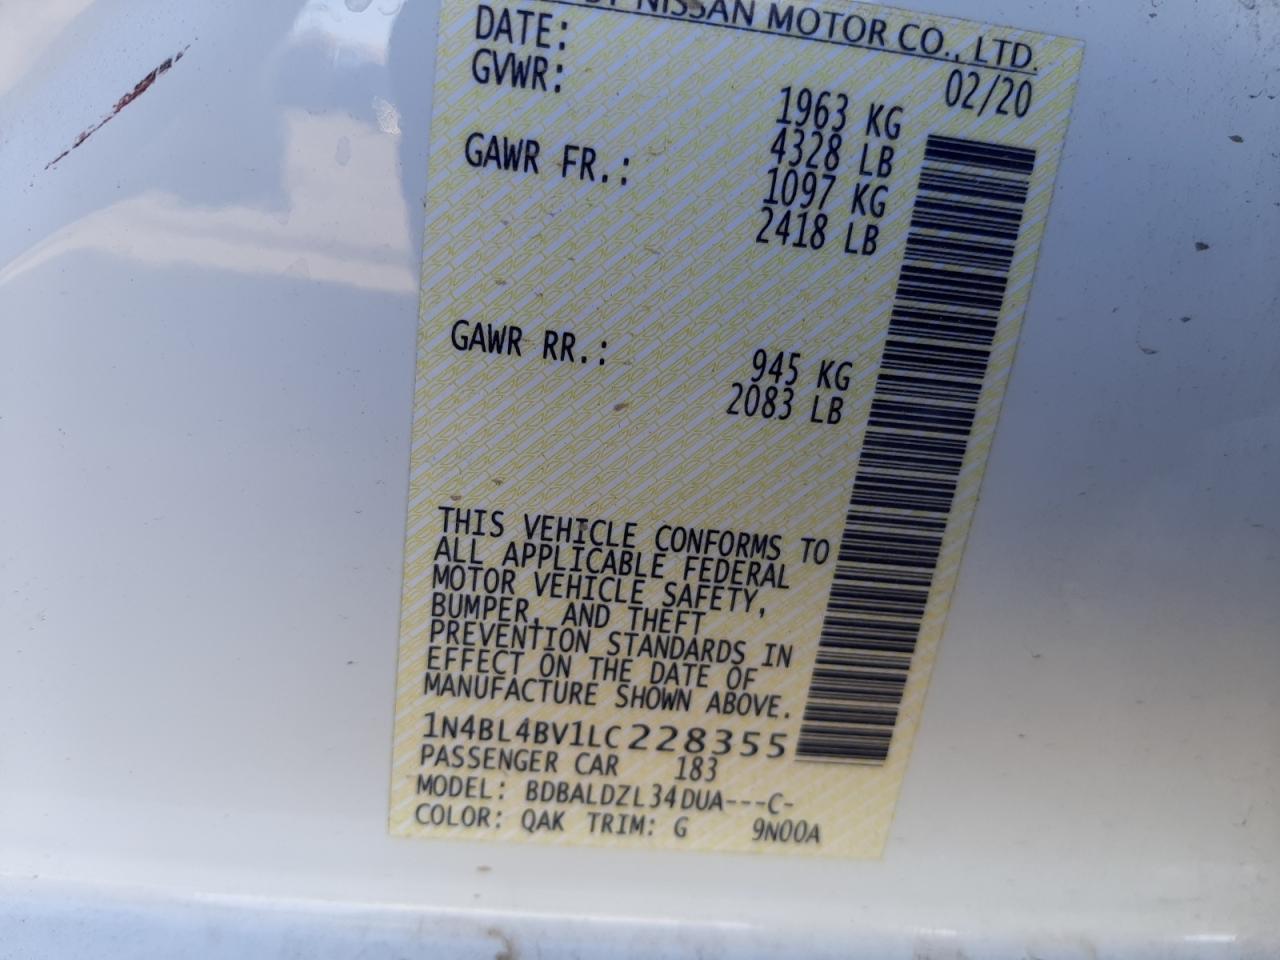 NISSAN MOTOR CO., LTD.
DATE: 02/20
GVWR: 1963 KG
4328 LB
GAWR FR.: 1097 KG
2418 LB
GAWR RR.: 945 KG
2083 LB
THIS VEHICLE CONFORMS TO
ALL APPLICABLE FEDERAL
MOTOR VEHICLE SAFETY,
BUMPER, AND THEFT
PREVENTION STANDARDS IN
EFFECT ON THE DATE OF
MANUFACTURE SHOWN ABOVE.
1N4BL4BV1LC228355
PASSENGER CAR 183
MODEL: BDBALDZL34DUA---C-
COLOR: QAK TRIM: G 9N00A